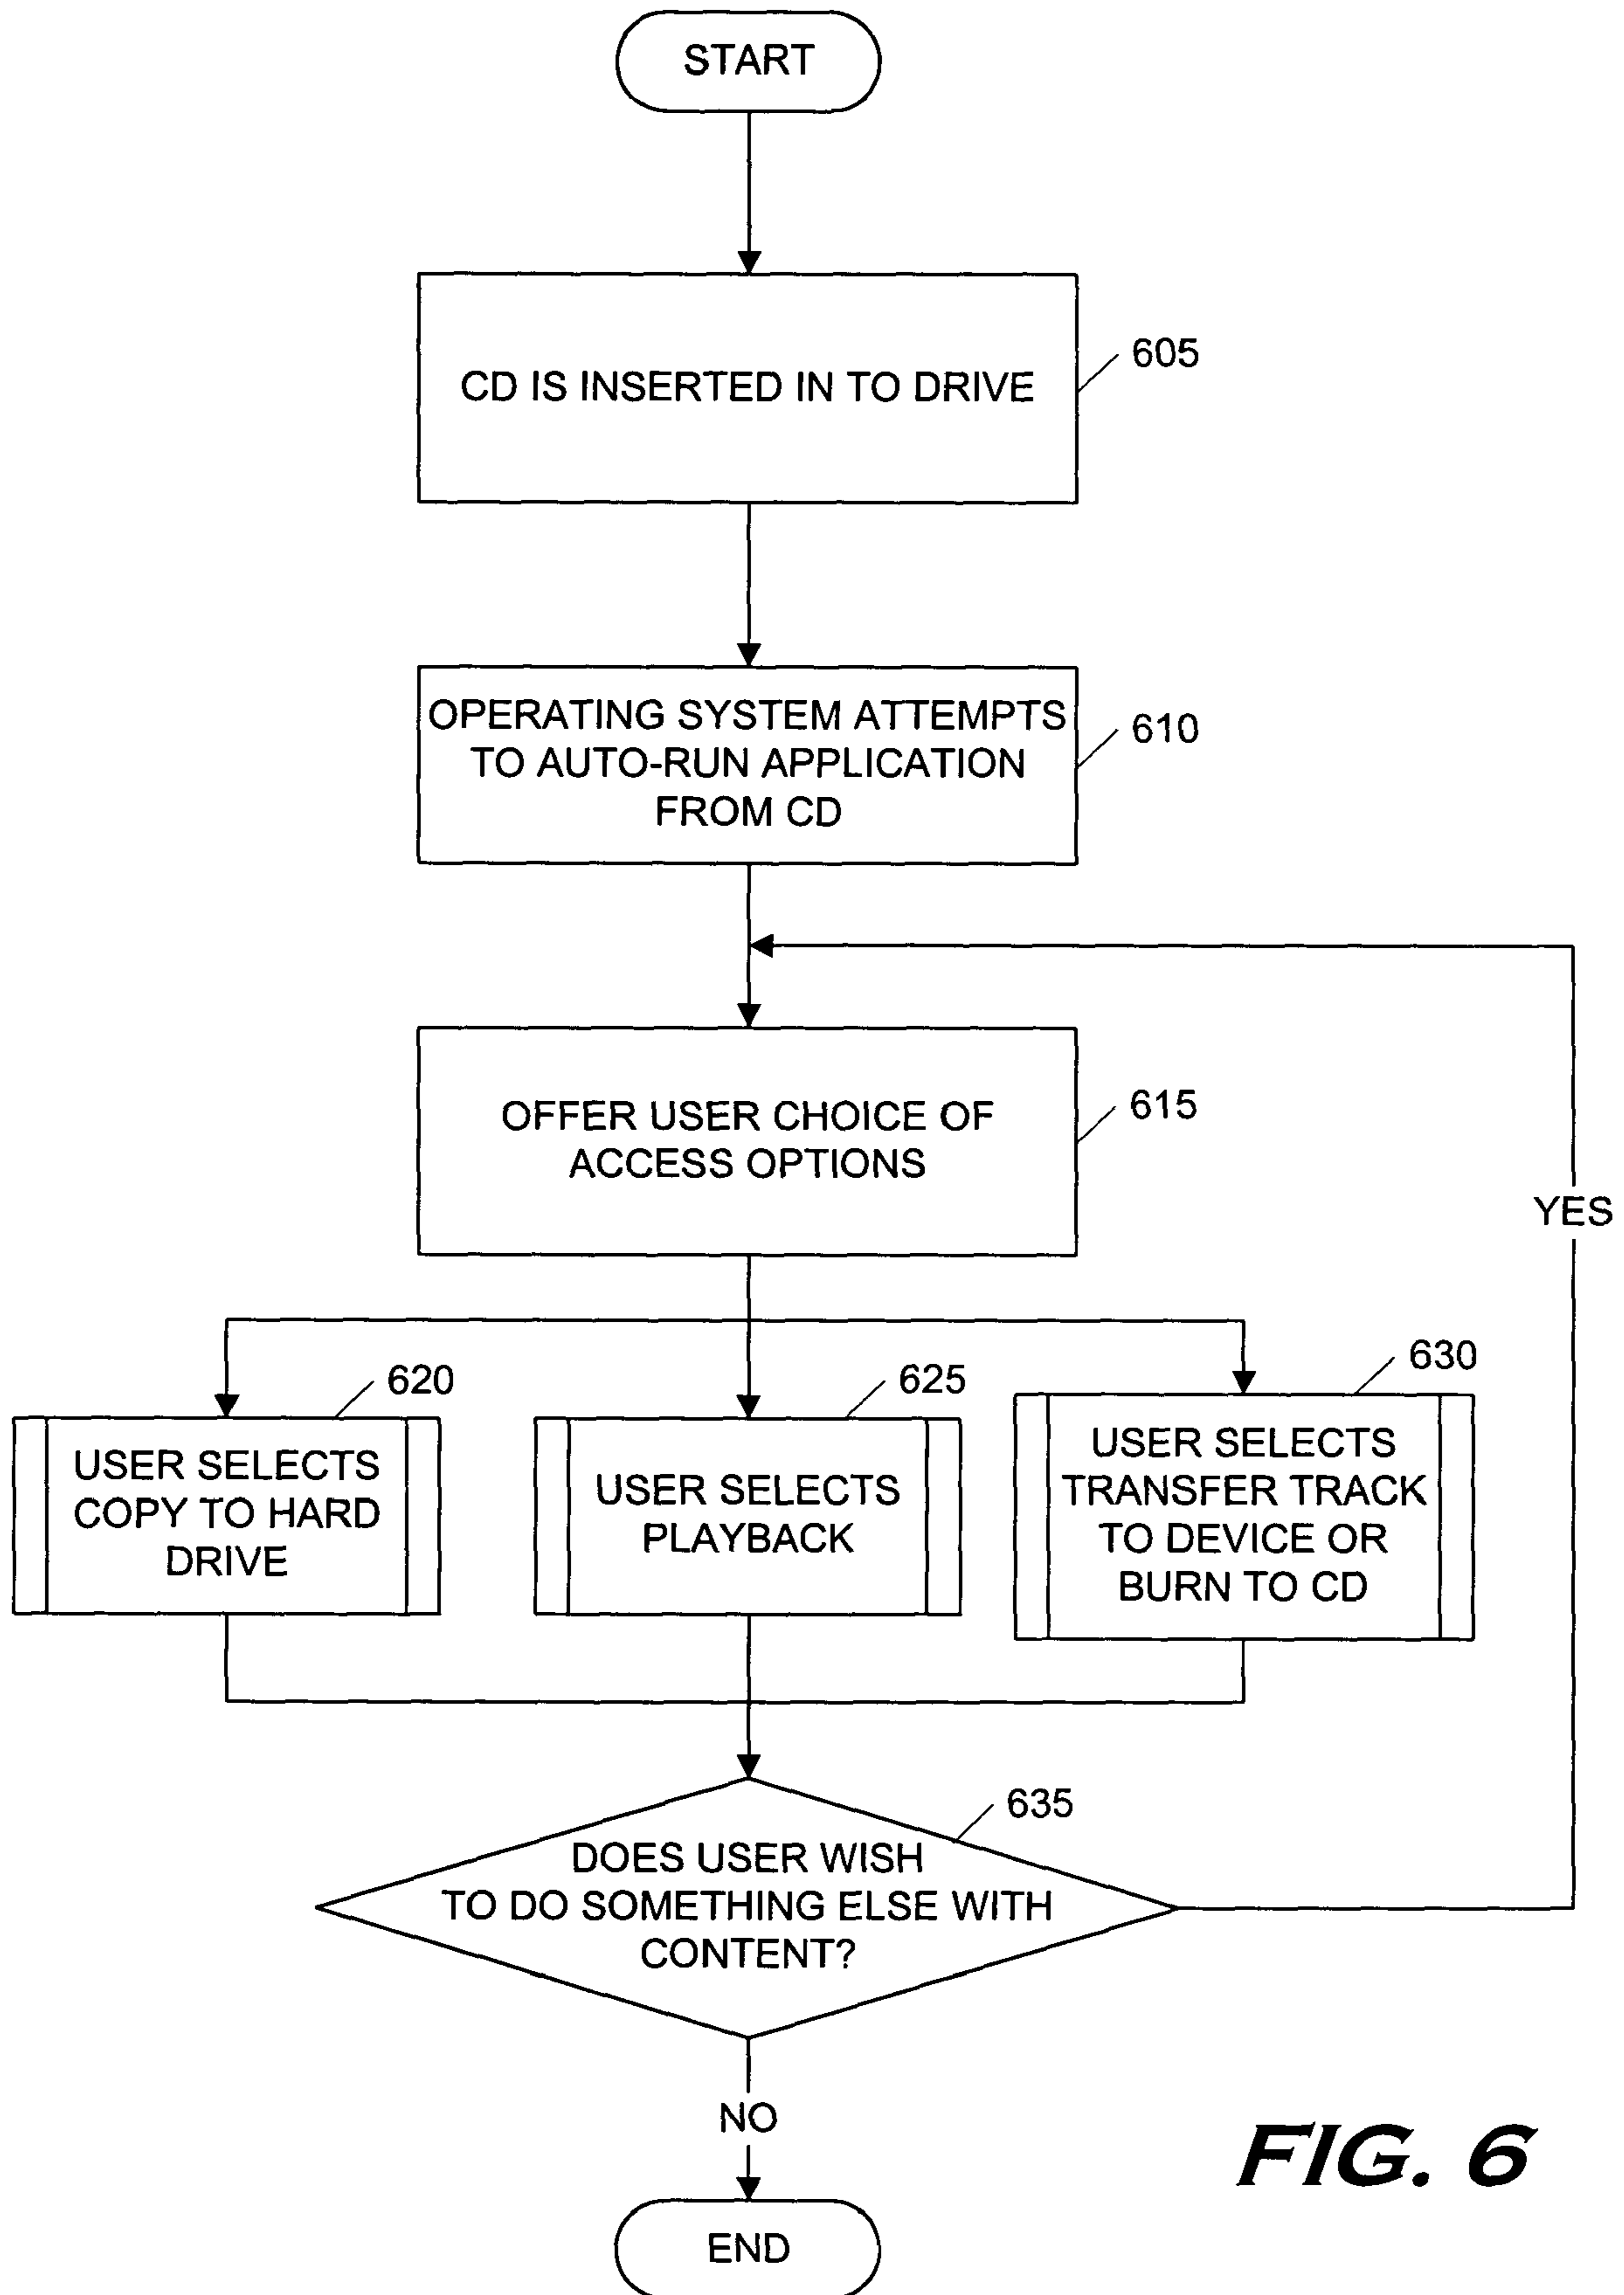 START
CD IS INSERTED IN TO DRIVE
605
OPERATING SYSTEM ATTEMPTS
TO AUTO-RUN APPLICATION
FROM CD
610
OFFER USER CHOICE OF
ACCESS OPTIONS
615
YES
620
USER SELECTS
COPY TO HARD
DRIVE
625
USER SELECTS
PLAYBACK
630
USER SELECTS
TRANSFER TRACK
TO DEVICE OR
BURN TO CD
635
DOES USER WISH
TO DO SOMETHING ELSE WITH
CONTENT?
NO
END
FIG. 6